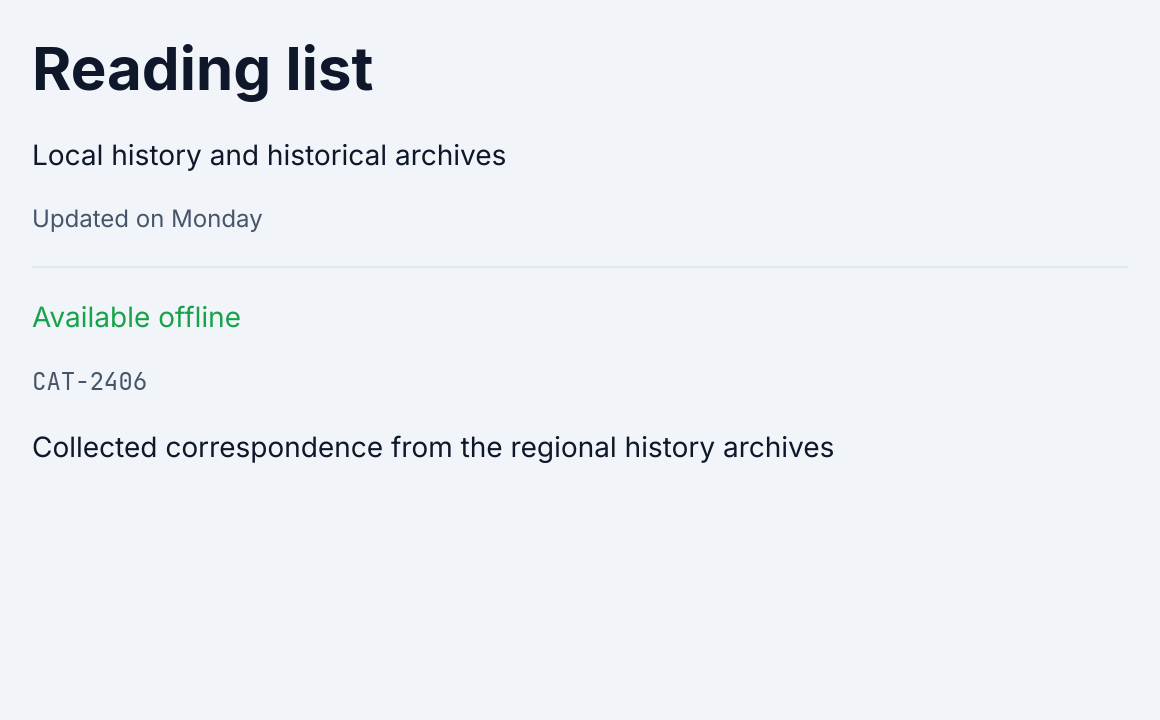 Reading list
Local history and historical archives
Updated on Monday
Available offline
CAT-2406
Collected correspondence from the regional history archives